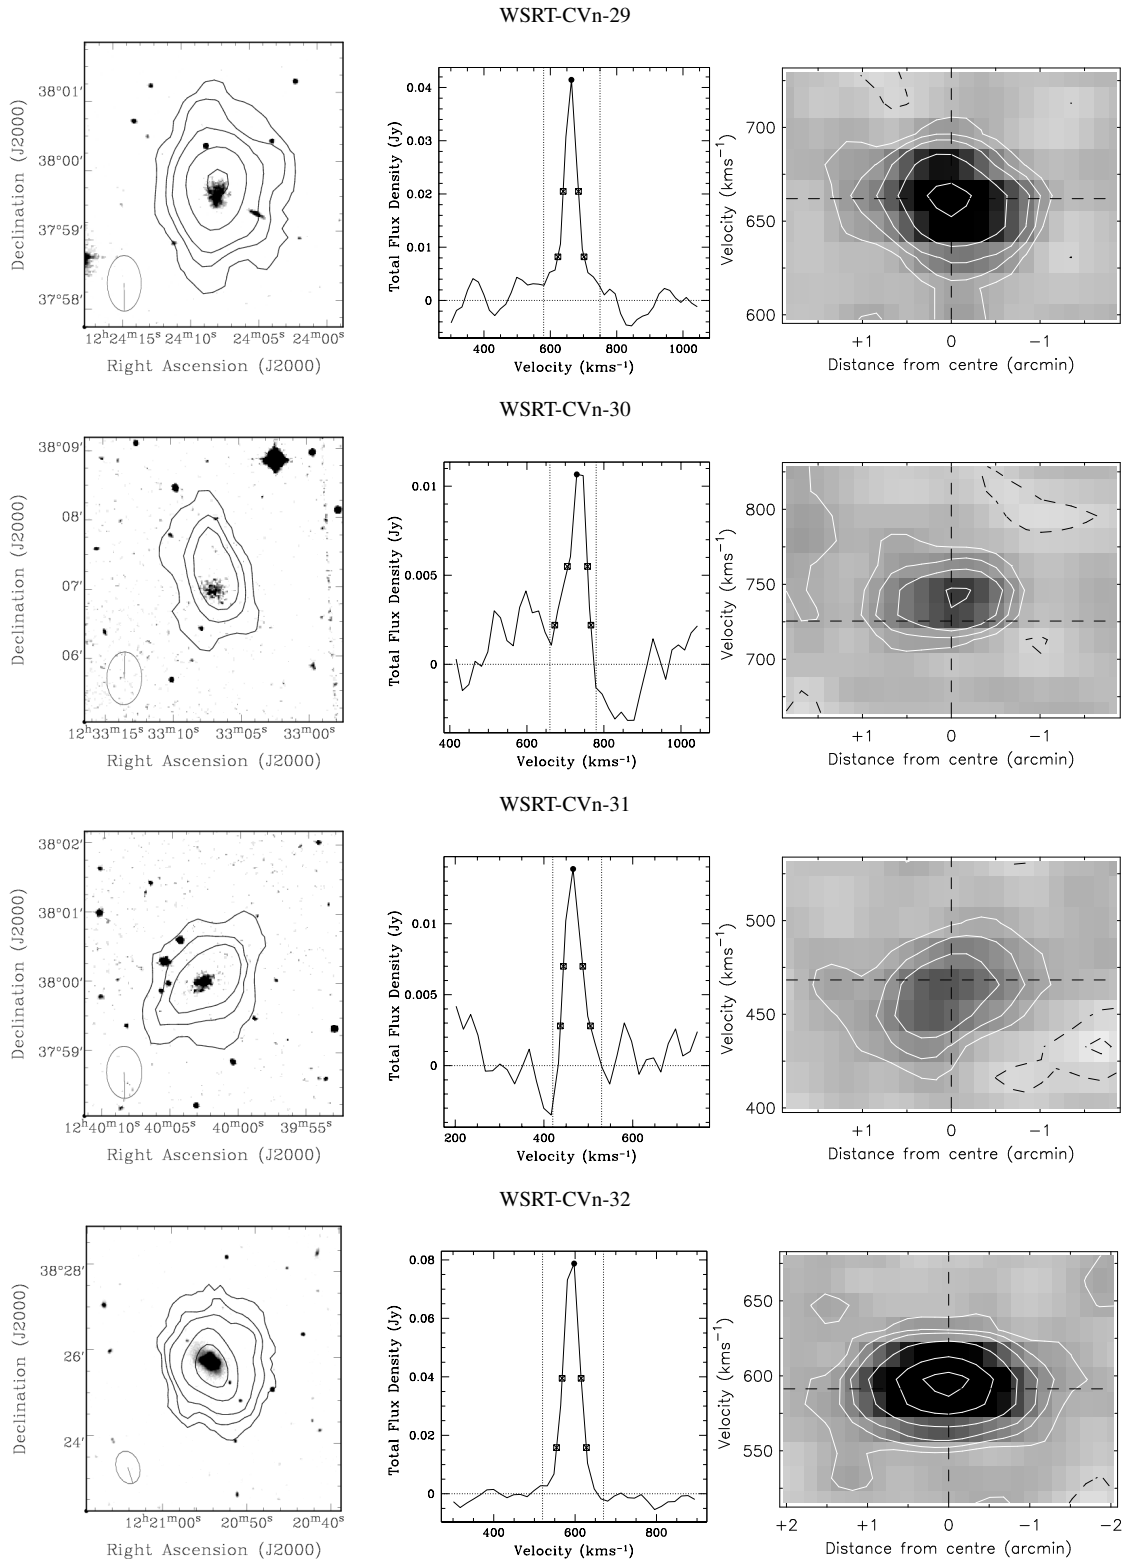 WSRT-CVn-29
38°01′
38°00′
37°59′
37°58′
Declination (J2000)
12ʰ24ᵐ15ˢ 24ᵐ10ˢ 24ᵐ05ˢ 24ᵐ00ˢ
Right Ascension (J2000)
0.04
0.03
0.02
0.01
0
Total Flux Density (Jy)
400 600 800 1000
Velocity (kms⁻¹)
700
650
600
Velocity (kms⁻¹)
+1 0 −1
Distance from centre (arcmin)
WSRT-CVn-30
38°09′
08′
07′
06′
Declination (J2000)
12ʰ33ᵐ15ˢ 33ᵐ10ˢ 33ᵐ05ˢ 33ᵐ00ˢ
Right Ascension (J2000)
0.01
0.005
0
Total Flux Density (Jy)
400 600 800 1000
Velocity (kms⁻¹)
800
750
700
Velocity (kms⁻¹)
+1 0 −1
Distance from centre (arcmin)
WSRT-CVn-31
38°02′
38°01′
38°00′
37°59′
Declination (J2000)
12ʰ40ᵐ10ˢ 40ᵐ05ˢ 40ᵐ00ˢ 39ᵐ55ˢ
Right Ascension (J2000)
0.01
0.005
0
Total Flux Density (Jy)
200 400 600
Velocity (kms⁻¹)
500
450
400
Velocity (kms⁻¹)
+1 0 −1
Distance from centre (arcmin)
WSRT-CVn-32
38°28′
26′
24′
Declination (J2000)
12ʰ21ᵐ00ˢ 20ᵐ50ˢ 20ᵐ40ˢ
Right Ascension (J2000)
0.08
0.06
0.04
0.02
0
Total Flux Density (Jy)
400 600 800
Velocity (kms⁻¹)
650
600
550
Velocity (kms⁻¹)
+2 +1 0 −1 −2
Distance from centre (arcmin)